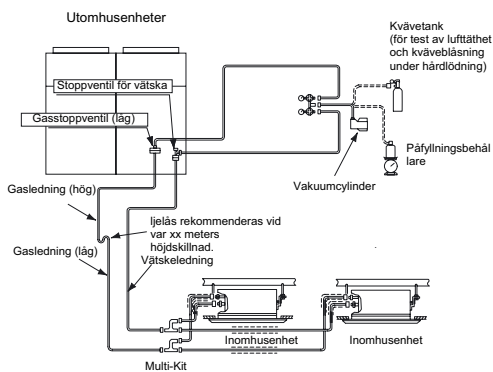 Utomhusenheter
Kvävetank
(för test av lufttäthet
och kväveblåsning
under hårdlödning)
Stoppventil för vätska
Gasstoppventil (låg)
Påfyllningsbehål
lare
Vakuumcylinder
Gasledning (hög)
ljelås rekommenderas vid
var xx meters
höjdskillnad.
Gasledning (låg)
Vätskeledning
Inomhusenhet
Inomhusenhet
Multi-Kit